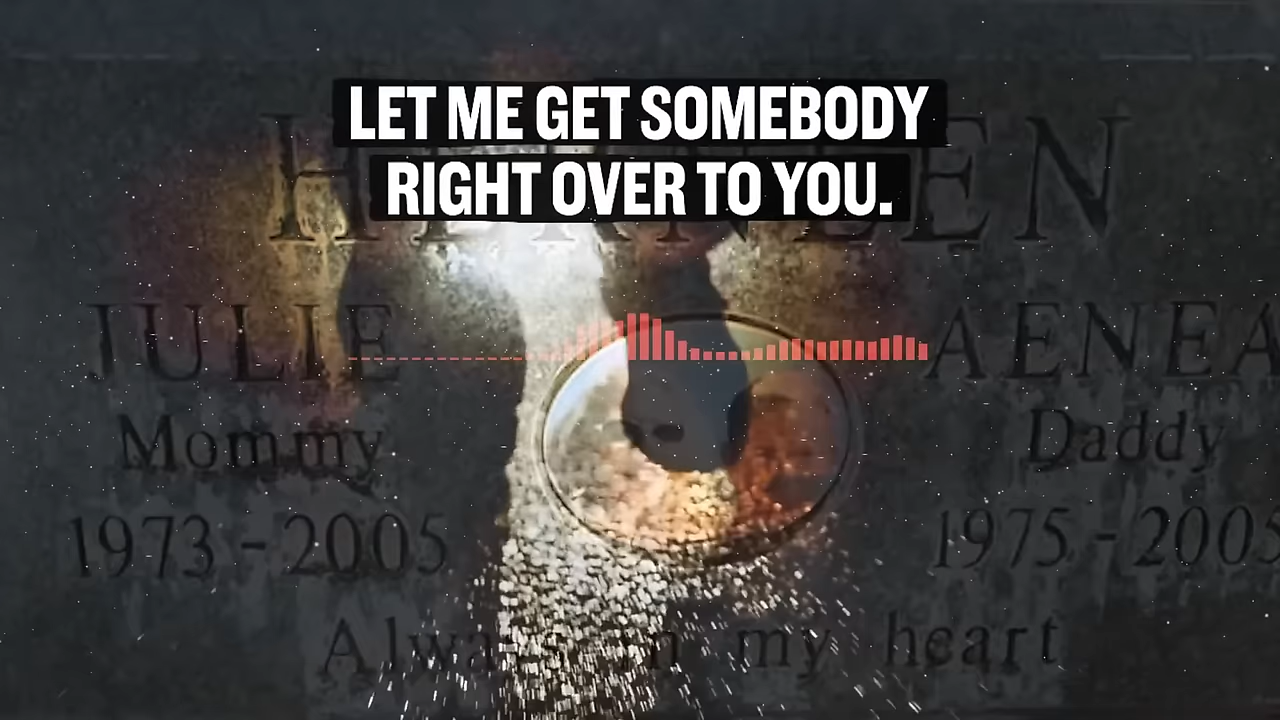 LET ME GET SOMEBODY
RIGHT OVER TO YOU.
HERNLEN
JULIE AENEA
Mommy Daddy
1973 - 2005 1975 - 2005
Always in my heart